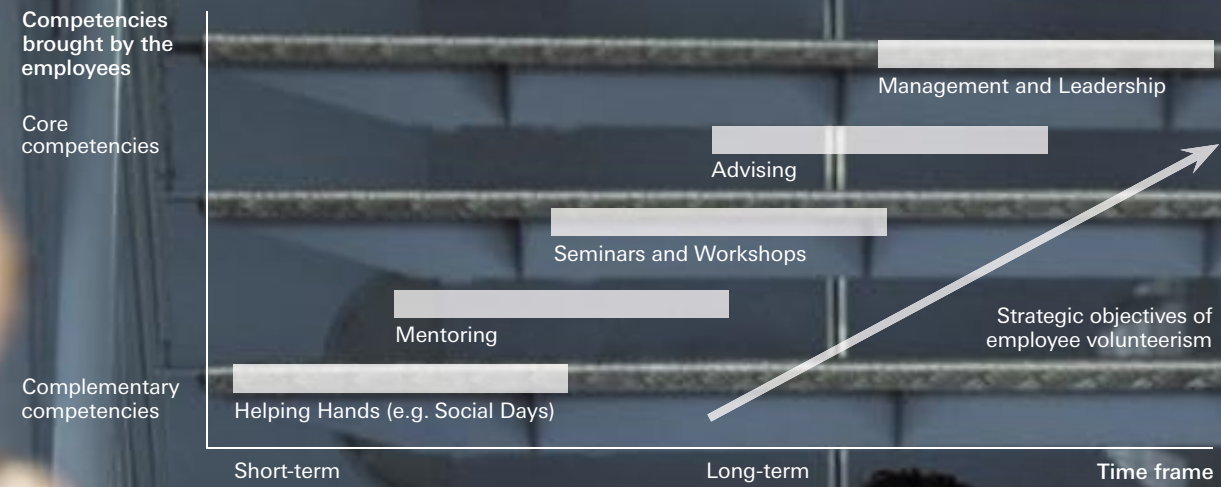 Competencies
brought by the
employees
Management and Leadership
Core
competencies
Advising
Seminars and Workshops
Mentoring
Strategic objectives of
employee volunteerism
Complementary
competencies
Helping Hands (e.g. Social Days)
Short-term
Long-term
Time frame